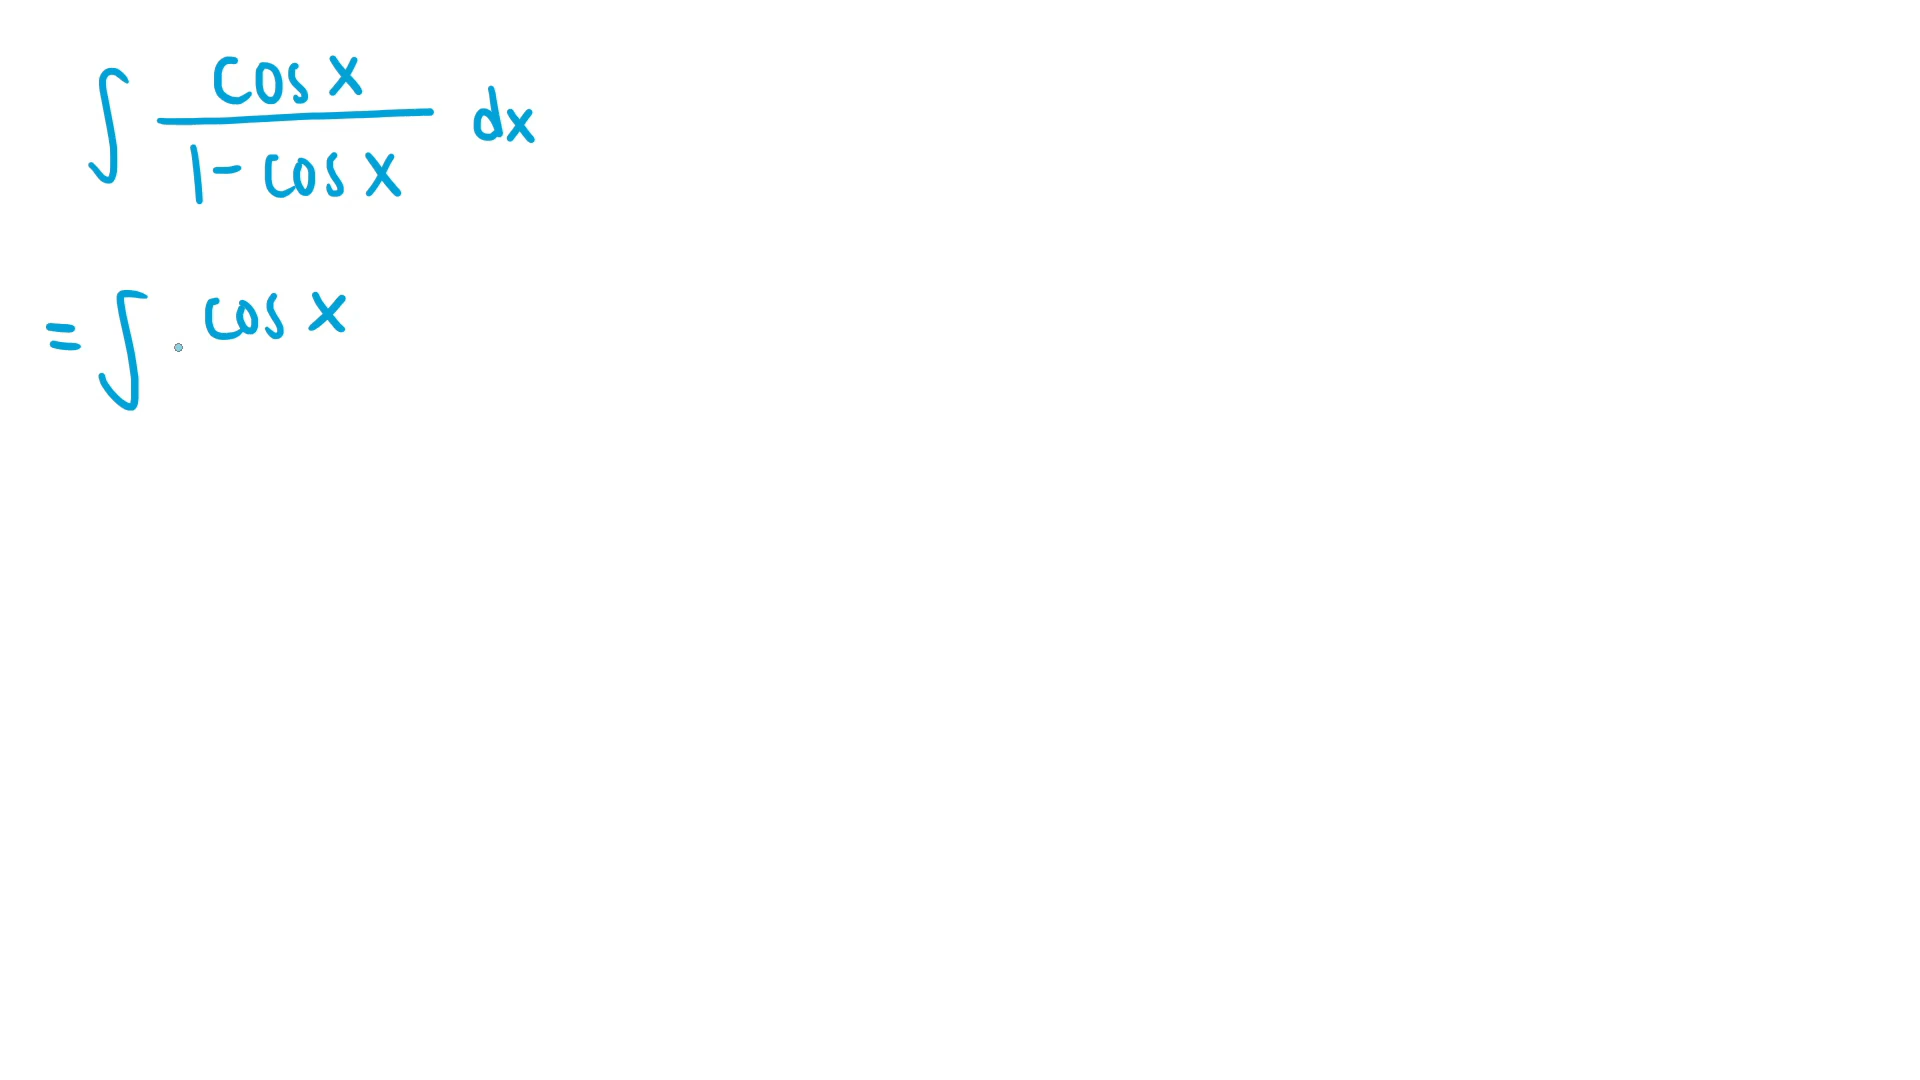 ∫ cos x / 1 - cos x dx
= ∫ cos x